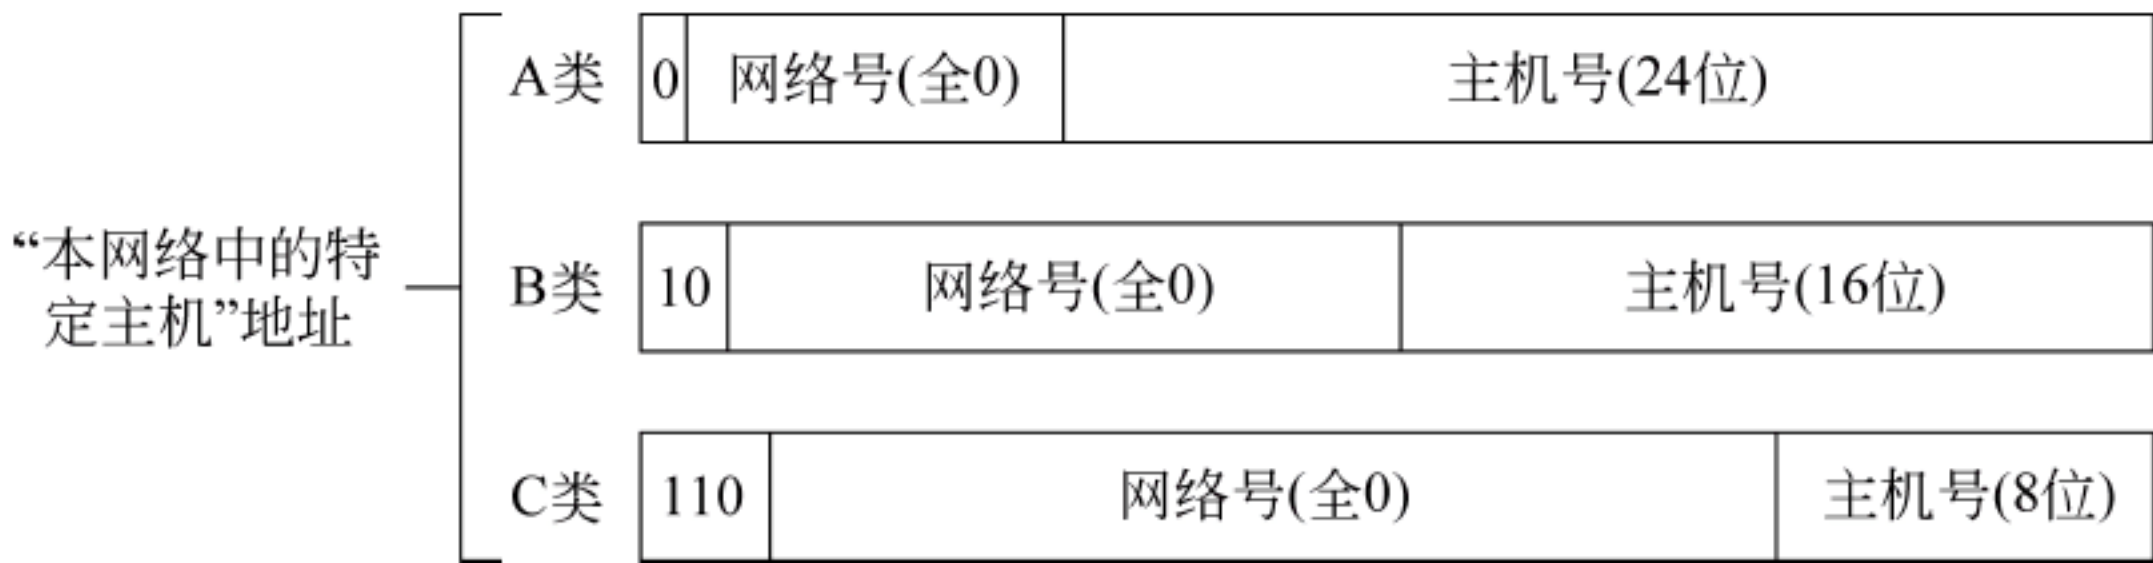 A类 0 网络号(全0) 主机号(24位)
“本网络中的特
定主机”地址
B类 10 网络号(全0) 主机号(16位)
C类 110 网络号(全0) 主机号(8位)